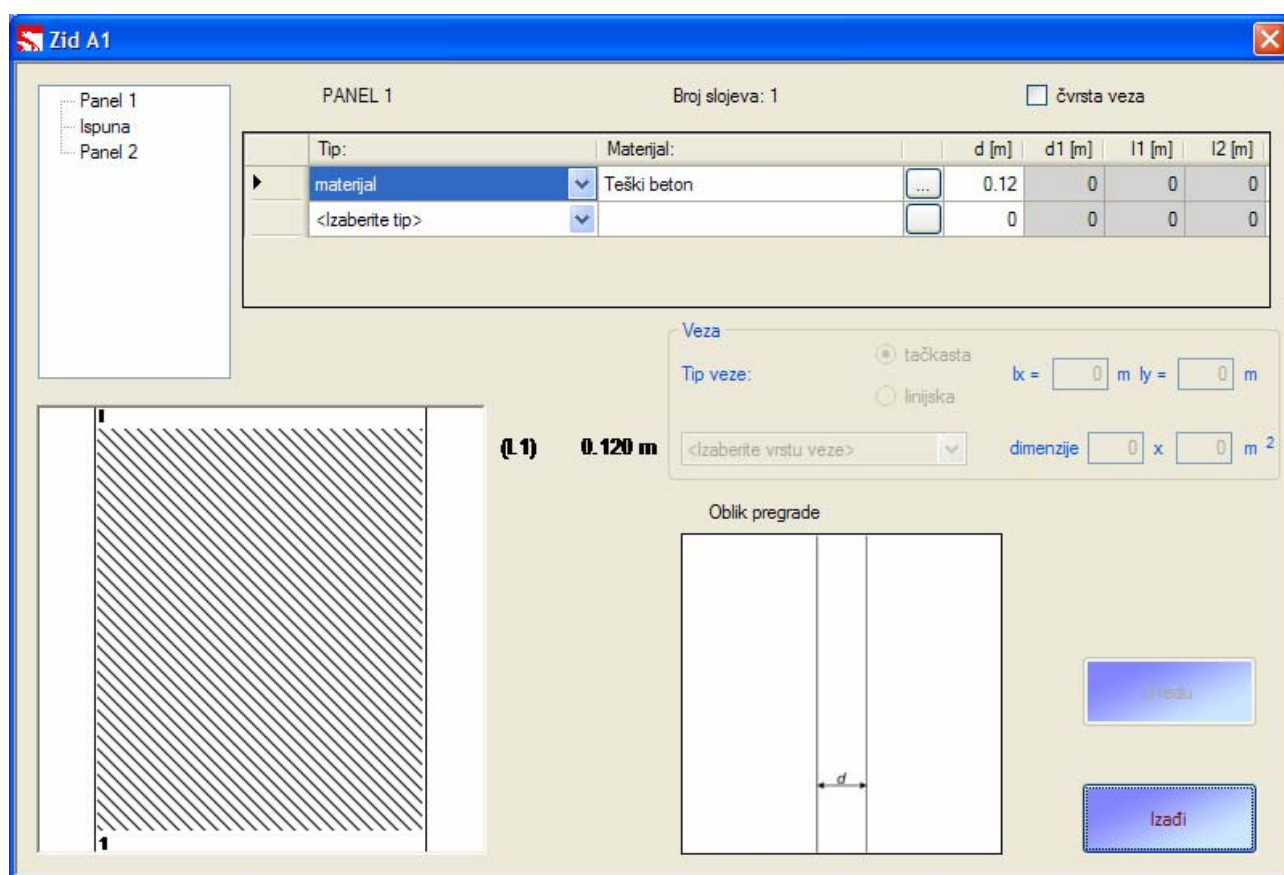 Zid A1
Panel 1
Ispuna
Panel 2
PANEL 1 Broj slojeva: 1 čvrsta veza
Tip: Materijal: d [m] d1 [m] l1 [m] l2 [m]
materijal Teški beton ... 0.12 0 0 0
<Izaberite tip> 0 0 0 0
Veza
Tip veze: tačkasta lx = 0 m ly = 0 m
linijska
<Izaberite vrstu veze> dimenzije 0 x 0 m 2
1
(L1) 0.120 m
1
Oblik pregrade
d
Izađi